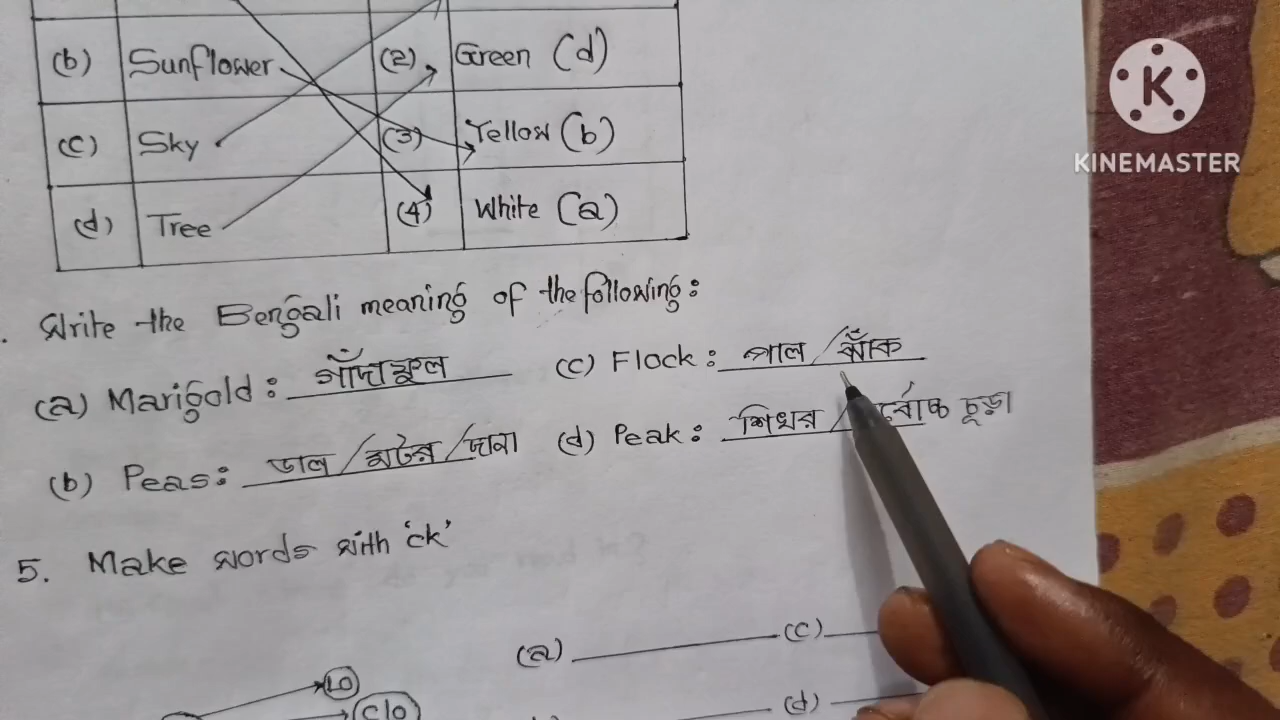 (b) Sunflower (2) Green (d)
(c) Sky (3) Yellow (b)
(d) Tree (4) White (a)
KINEMASTER
. Write the Bengali meaning of the following:
(a) Marigold: গাঁদাফুল (c) Flock: পাল / ঝাঁক
(b) Peas: ডাল / মটর / দানা (d) Peak: শিখর / চূড়া
5. Make words with 'ck'
(a) (c)
LO
Clo
(d)